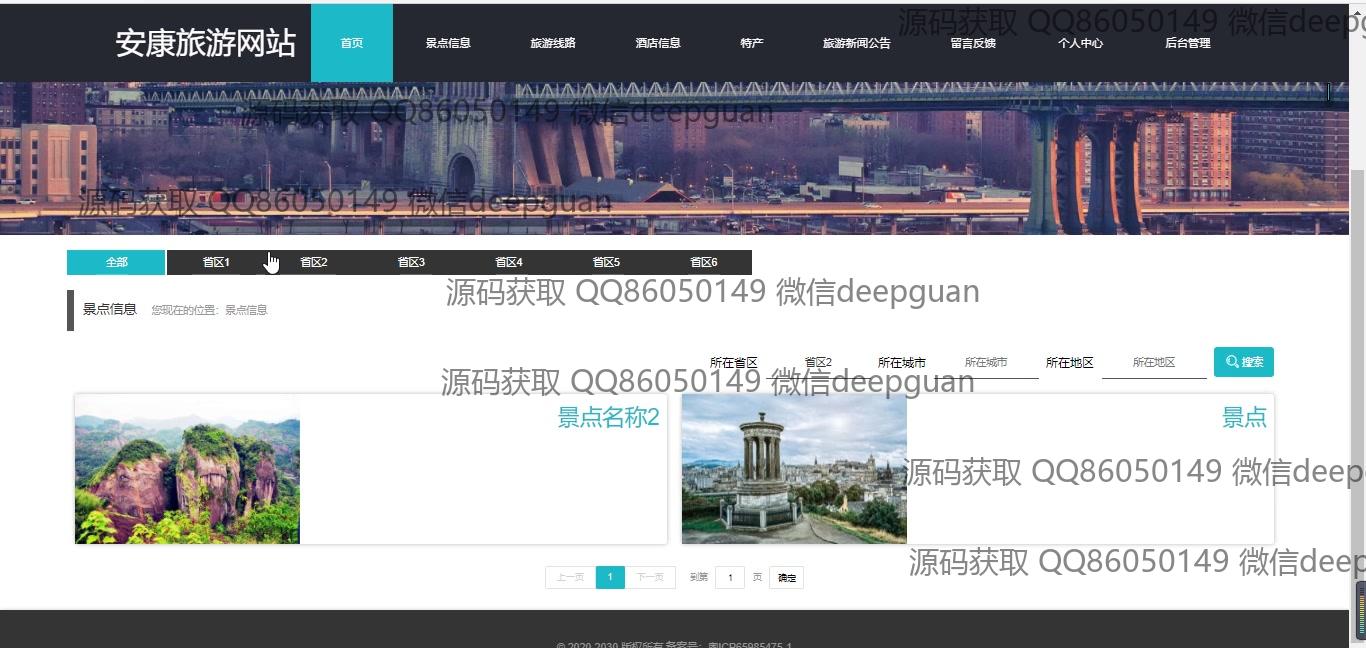 安康旅游网站
首页 景点信息 旅游线路 酒店信息 特产 旅游新闻公告 留言反馈 个人中心 后台管理
源码获取 QQ86050149 微信deepg
源码获取 QQ86050149 微信deepguan
源码获取 QQ86050149 微信deepguan
全部 省区1 省区2 省区3 省区4 省区5 省区6
源码获取 QQ86050149 微信deepguan
景点信息 您现在的位置：景点信息
所在省区 省区2 所在城市 所在城市 所在地区 所在地区 搜索
源码获取 QQ86050149 微信deepguan
景点名称2 景点
源码获取 QQ86050149 微信deep
源码获取 QQ86050149 微信deep
上一页 1 下一页 到第 1 页 确定
© 2020-2030 版权所有 备案号：